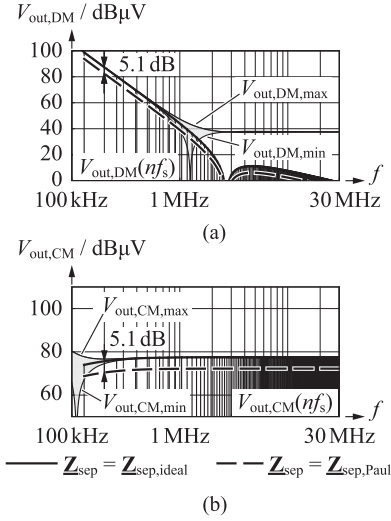 V_out,DM / dBμV
100
80
60
40
20
0
5.1 dB
V_out,DM,max
V_out,DM,min
V_out,DM(nf_s)
f
100 kHz
1 MHz
30 MHz
(a)
V_out,CM / dBμV
100
80
60
V_out,CM,max
5.1 dB
V_out,CM,min
V_out,CM(nf_s)
f
100 kHz
1 MHz
30 MHz
Z_sep = Z_sep,ideal
Z_sep = Z_sep,Paul
(b)